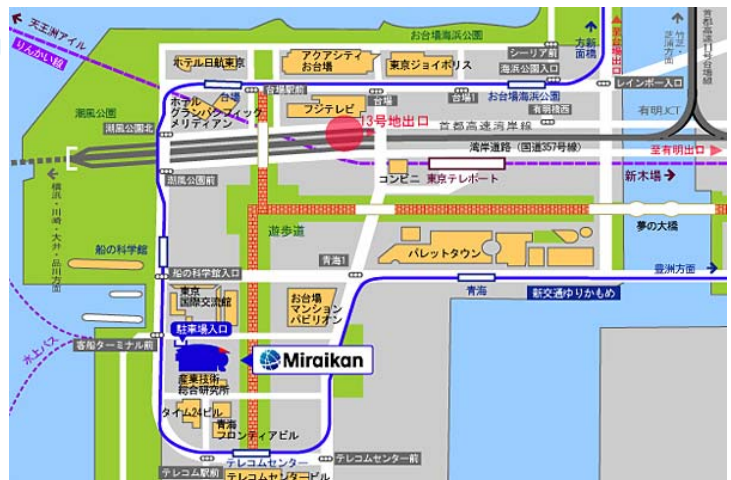 天王洲アイル
りんかい線
お台場海浜公園
ホテル日航東京
アクアシティ
お台場
東京ジョイポリス
シーリア前
海浜公園入口
潮風公園
台場
台場駅前
台場
台場1
お台場海浜公園
レインボー入口
ホテル
グランパシフィック
メリディアン
フジテレビ
有明橋西
有明JCT
潮風公園北
13号地出口
首都高速湾岸線
湾岸道路（国道357号線）
至有明出口
潮風公園前
コンビニ
東京テレポート
新木場
横浜・川崎・大井・品川方面
船の科学館
遊歩道
パレットタウン
夢の大橋
船の科学館入口
青海1
豊洲方面
東京
国際交流館
お台場
マンション
パビリオン
青海
新交通ゆりかもめ
駐車場入口
客船ターミナル前
水上バス
Miraikan
産業技術
総合研究所
タイム24ビル
青海
フロンティアビル
テレコム駅前
テレコムセンター
テレコムセンタービル
テレコムセンター前
首都高速11号台場線